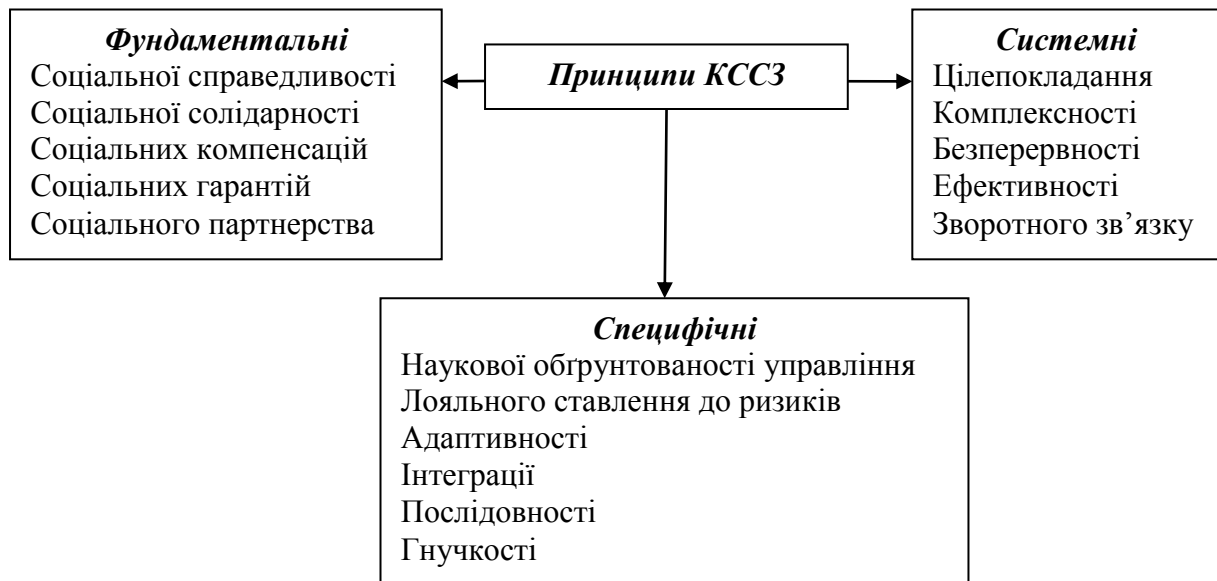 Принципи КССЗ
Фундаментальні
Соціальної справедливості
Соціальної солідарності
Соціальних компенсацій
Соціальних гарантій
Соціального партнерства
Системні
Цілепокладання
Комплексності
Безперервності
Ефективності
Зворотного зв’язку
Специфічні
Наукової обґрунтованості управління
Лояльного ставлення до ризиків
Адаптивності
Інтеграції
Послідовності
Гнучкості